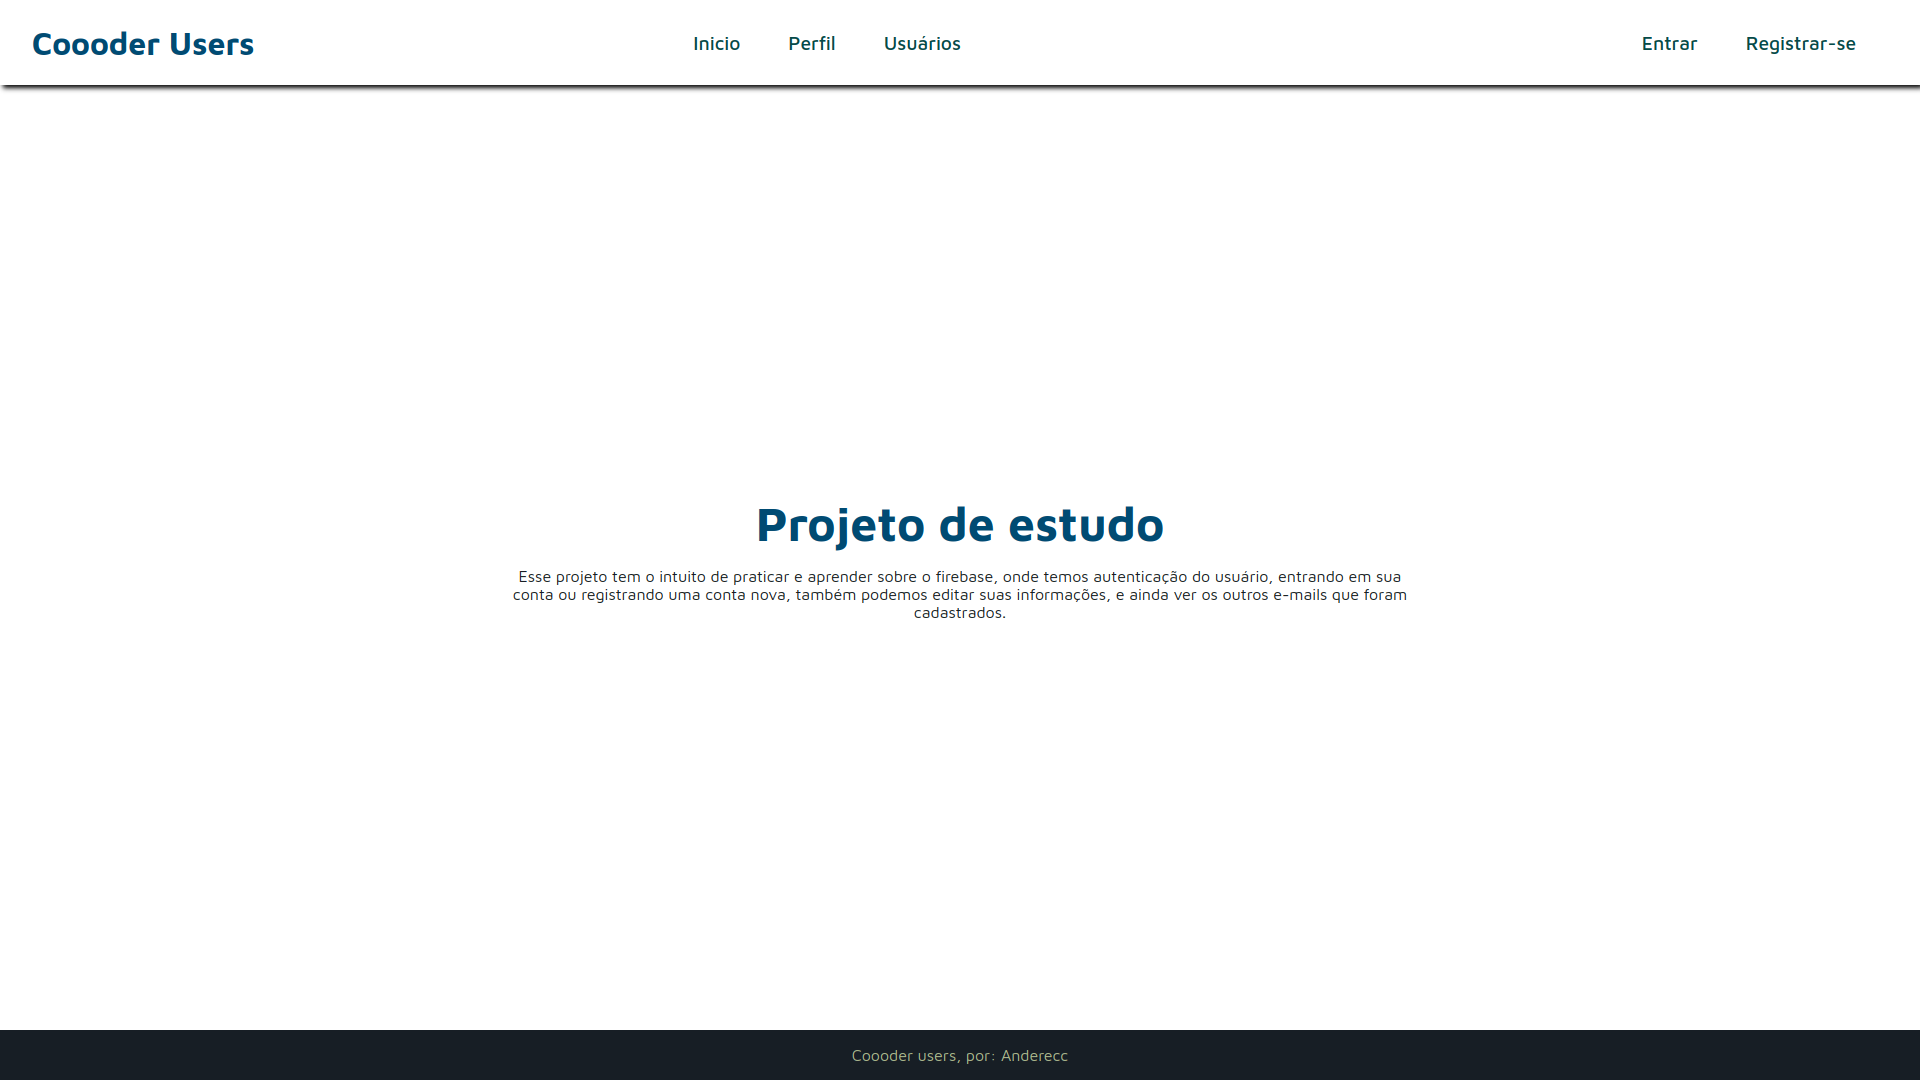 Coooder Users
Inicio Perfil Usuários
Entrar Registrar-se
Projeto de estudo
Esse projeto tem o intuito de praticar e aprender sobre o firebase, onde temos autenticação do usuário, entrando em sua
conta ou registrando uma conta nova, também podemos editar suas informações, e ainda ver os outros e-mails que foram
cadastrados.
Coooder users, por: Anderecc